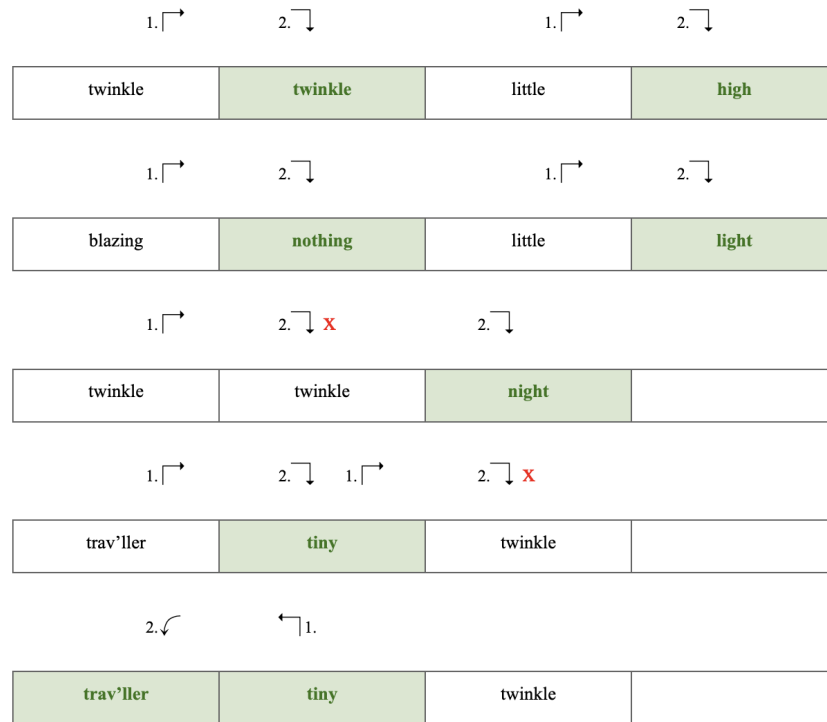 1. 2. 1. 2.
twinkle twinkle little high
1. 2. 1. 2.
blazing nothing little light
1. 2. X 2.
twinkle twinkle night
1. 2. 1. 2. X
trav’ller tiny twinkle
2. 1.
trav’ller tiny twinkle